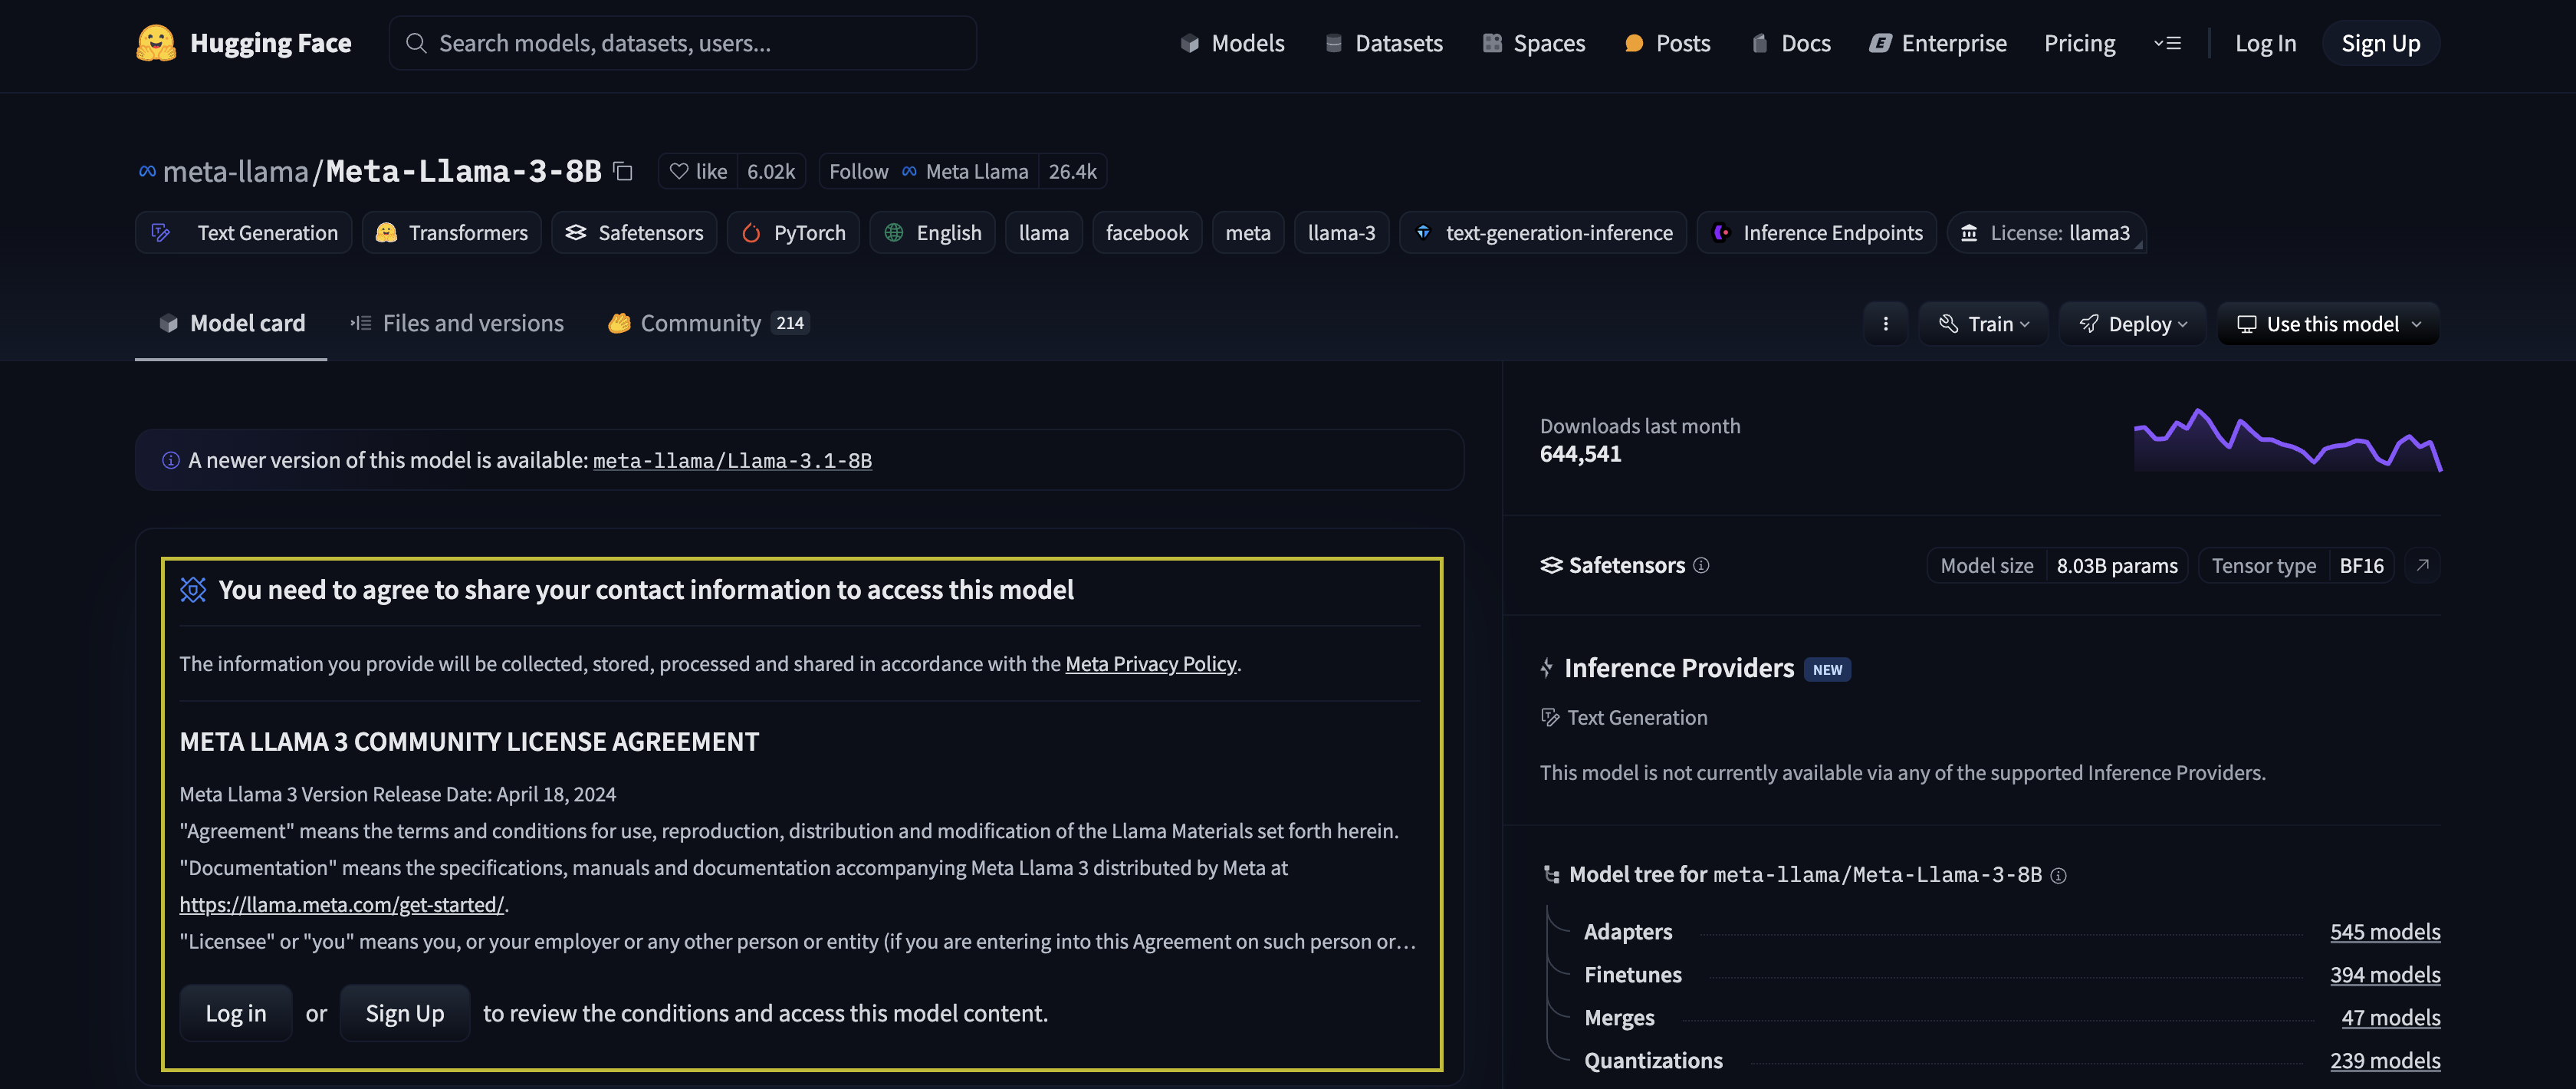 Hugging Face
Search models, datasets, users...
Models
Datasets
Spaces
Posts
Docs
Enterprise
Pricing
Log In
Sign Up
meta-llama/Meta-Llama-3-8B
like 6.02k
Follow Meta Llama 26.4k
Text Generation
Transformers
Safetensors
PyTorch
English
llama
facebook
meta
llama-3
text-generation-inference
Inference Endpoints
License: llama3
Model card
Files and versions
Community 214
Train
Deploy
Use this model
A newer version of this model is available: meta-llama/Llama-3.1-8B
You need to agree to share your contact information to access this model
The information you provide will be collected, stored, processed and shared in accordance with the Meta Privacy Policy.
META LLAMA 3 COMMUNITY LICENSE AGREEMENT
Meta Llama 3 Version Release Date: April 18, 2024
"Agreement" means the terms and conditions for use, reproduction, distribution and modification of the Llama Materials set forth herein.
"Documentation" means the specifications, manuals and documentation accompanying Meta Llama 3 distributed by Meta at
https://llama.meta.com/get-started/.
"Licensee" or "you" means you, or your employer or any other person or entity (if you are entering into this Agreement on such person or…
Log in or Sign Up to review the conditions and access this model content.
Downloads last month
644,541
Safetensors
Model size 8.03B params
Tensor type BF16
Inference Providers NEW
Text Generation
This model is not currently available via any of the supported Inference Providers.
Model tree for meta-llama/Meta-Llama-3-8B
Adapters 545 models
Finetunes 394 models
Merges 47 models
Quantizations 239 models